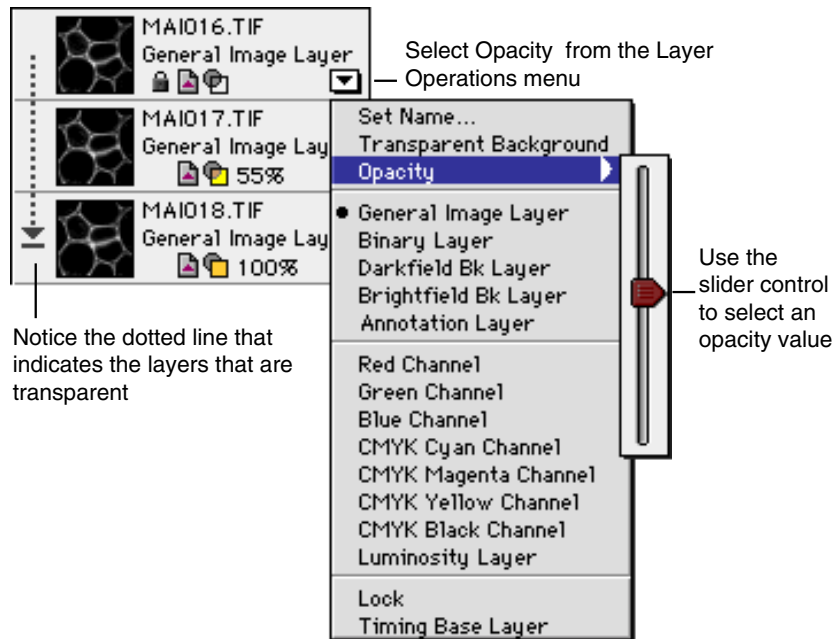 MAI016.TIF
General Image Layer
Select Opacity from the Layer
Operations menu
MAI017.TIF
General Image Lay
55%
MAI018.TIF
General Image Lay
100%
Notice the dotted line that
indicates the layers that are
transparent
Set Name...
Transparent Background
Opacity
General Image Layer
Binary Layer
Darkfield Bk Layer
Brightfield Bk Layer
Annotation Layer
Red Channel
Green Channel
Blue Channel
CMYK Cyan Channel
CMYK Magenta Channel
CMYK Yellow Channel
CMYK Black Channel
Luminosity Layer
Lock
Timing Base Layer
Use the
slider control
to select an
opacity value